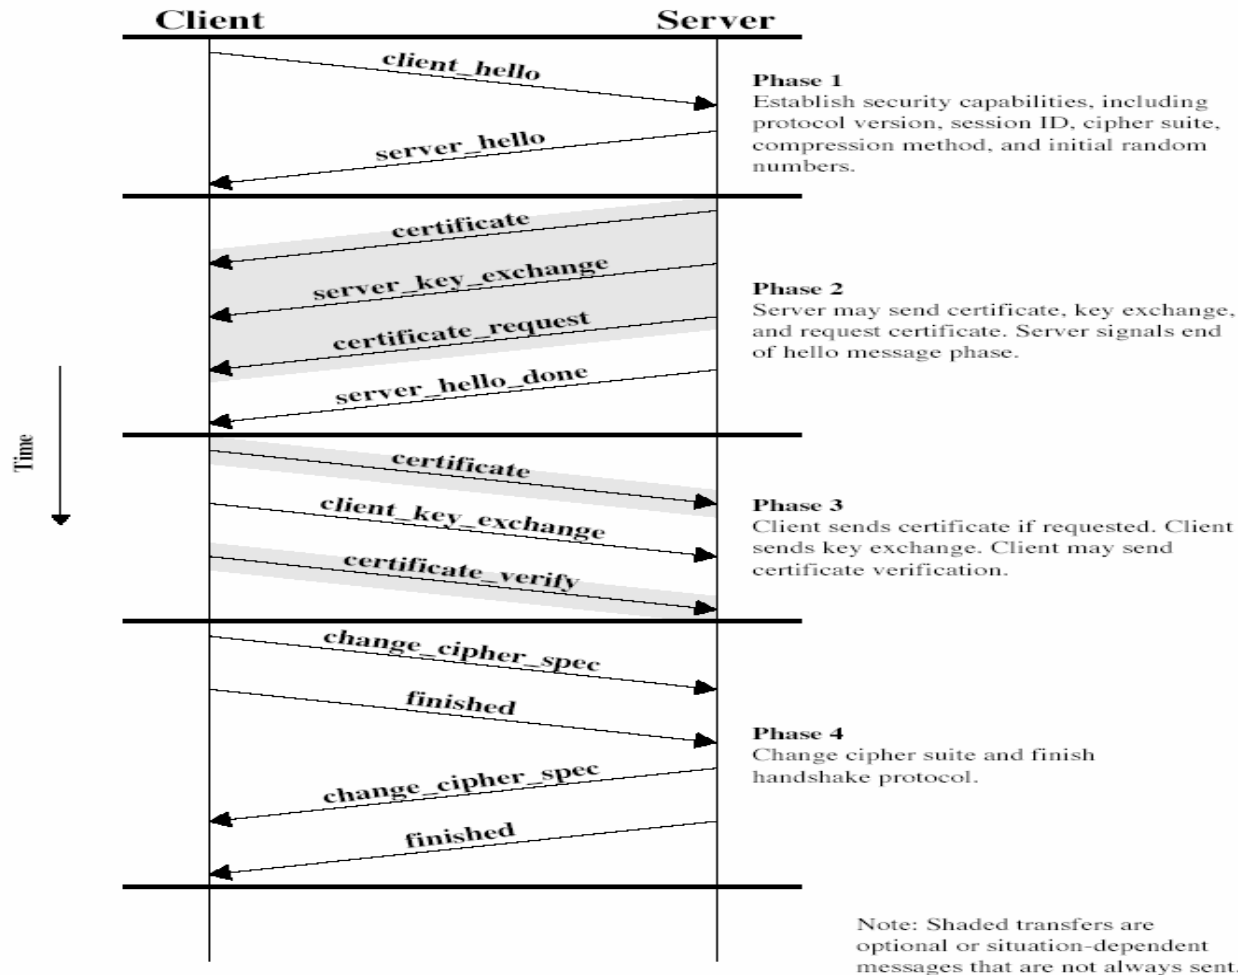 Client
Server
client_hello
server_hello
Phase 1
Establish security capabilities, including
protocol version, session ID, cipher suite,
compression method, and initial random
numbers.
certificate
server_key_exchange
certificate_request
server_hello_done
Phase 2
Server may send certificate, key exchange,
and request certificate. Server signals end
of hello message phase.
Time
certificate
client_key_exchange
certificate_verify
Phase 3
Client sends certificate if requested. Client
sends key exchange. Client may send
certificate verification.
change_cipher_spec
finished
change_cipher_spec
finished
Phase 4
Change cipher suite and finish
handshake protocol.
Note: Shaded transfers are
optional or situation-dependent
messages that are not always sent.